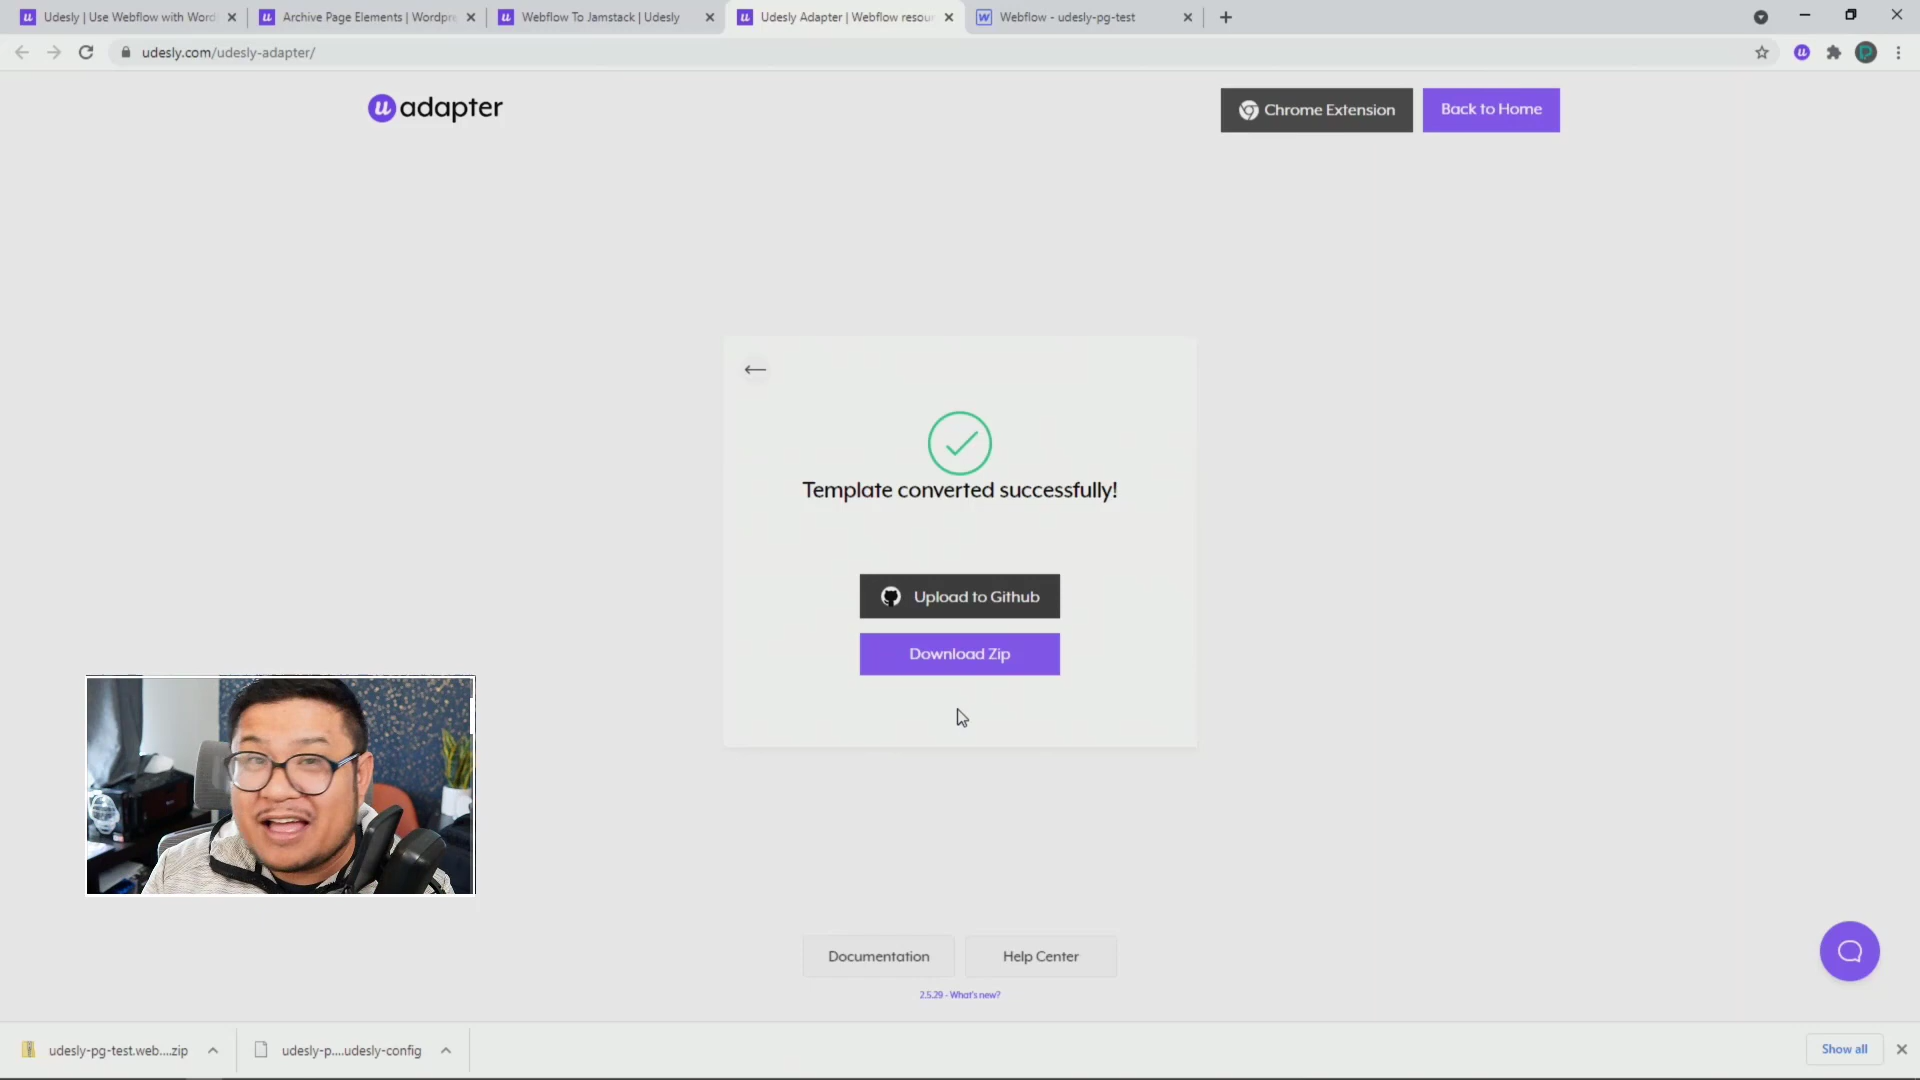 Udesly | Use Webflow with Word
Archive Page Elements | Wordpre
Webflow To Jamstack | Udesly
Udesly Adapter | Webflow resour
Webflow - udesly-pg-test
udesly.com/udesly-adapter/
u adapter
Chrome Extension
Back to Home
Template converted successfully!
Upload to Github
Download Zip
Documentation
Help Center
2.5.29 - What's new?
udesly-pg-test.web....zip
udesly-p....udesly-config
Show all